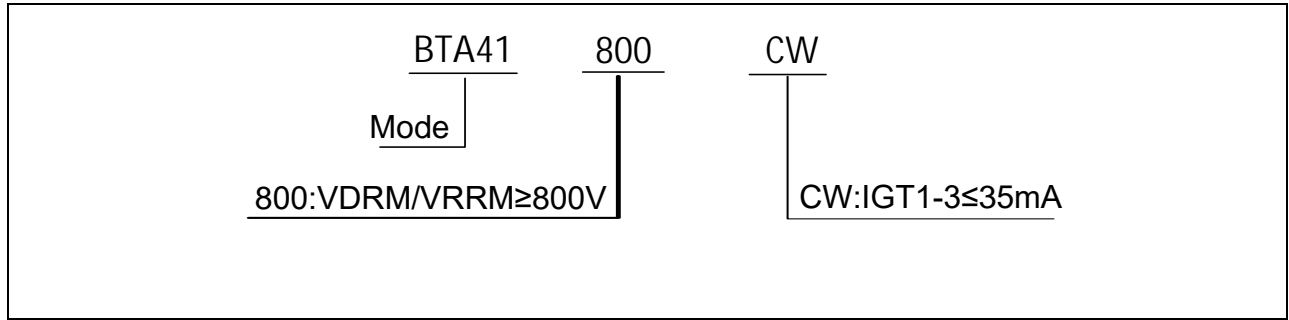 BTA41 800 CW
Mode
800:VDRM/VRRM≥800V CW:IGT1-3≤35mA